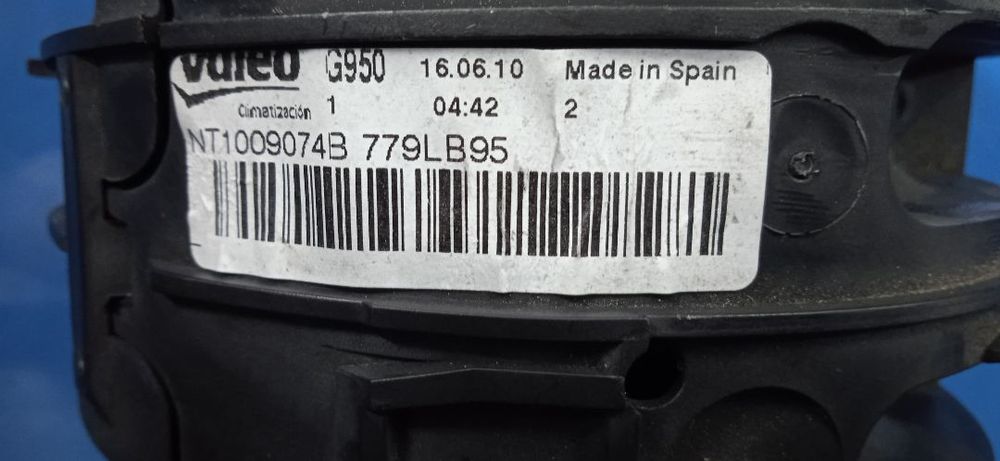 Valeo G950 16.06.10 Made in Spain
Climatización 1 04:42 2
NT1009074B 779LB95